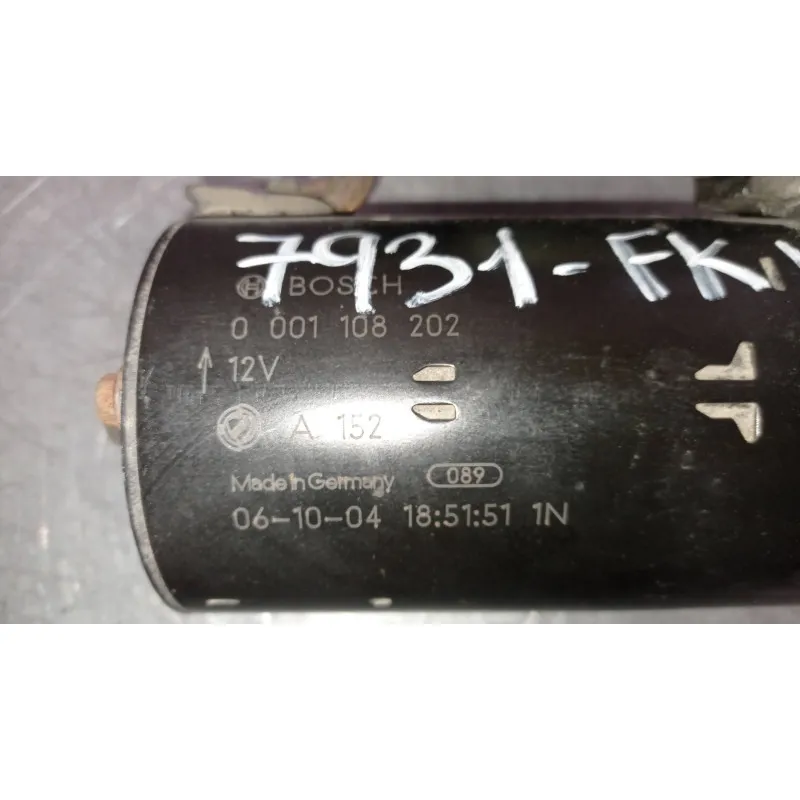 7931-FK
BOSCH
0 001 108 202
12V
A. 152
Made in Germany 089
06-10-04 18:51:51 1N